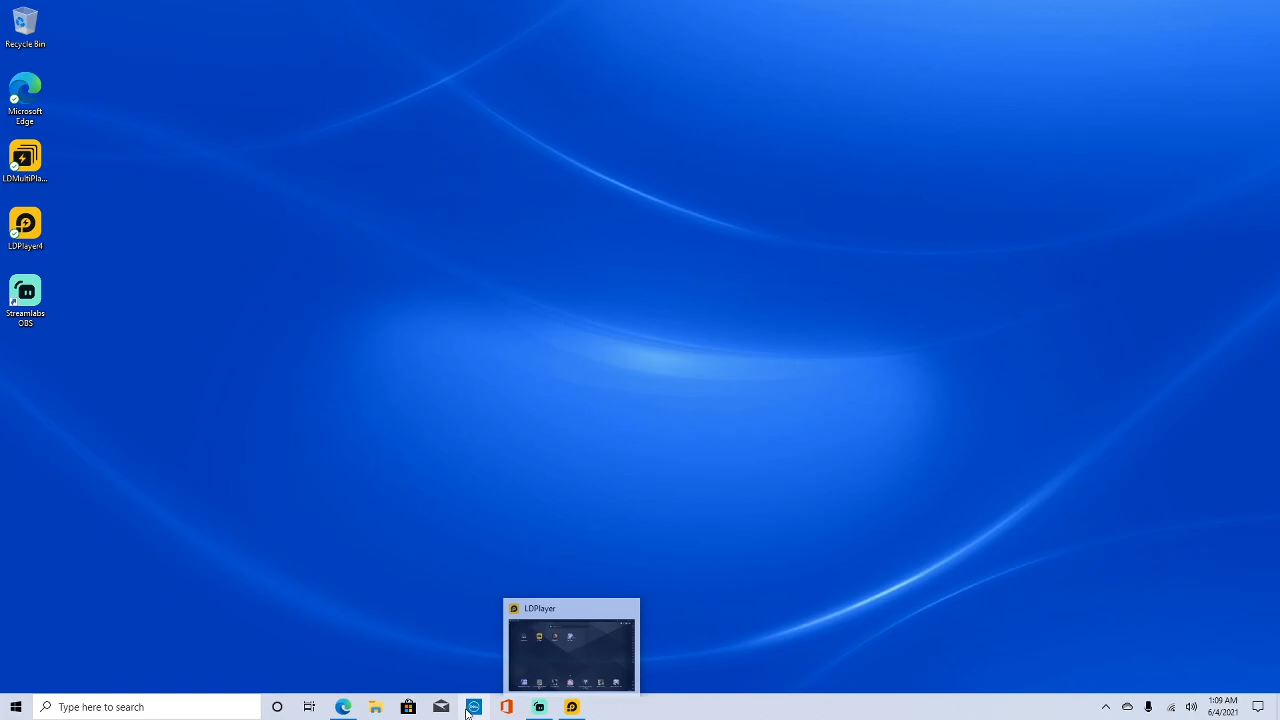 Recycle Bin
Microsoft
Edge
LDMultiPla...
LDPlayer4
Streamlabs
OBS
LDPlayer
Type here to search
DELL
1:09 AM
6/4/2021